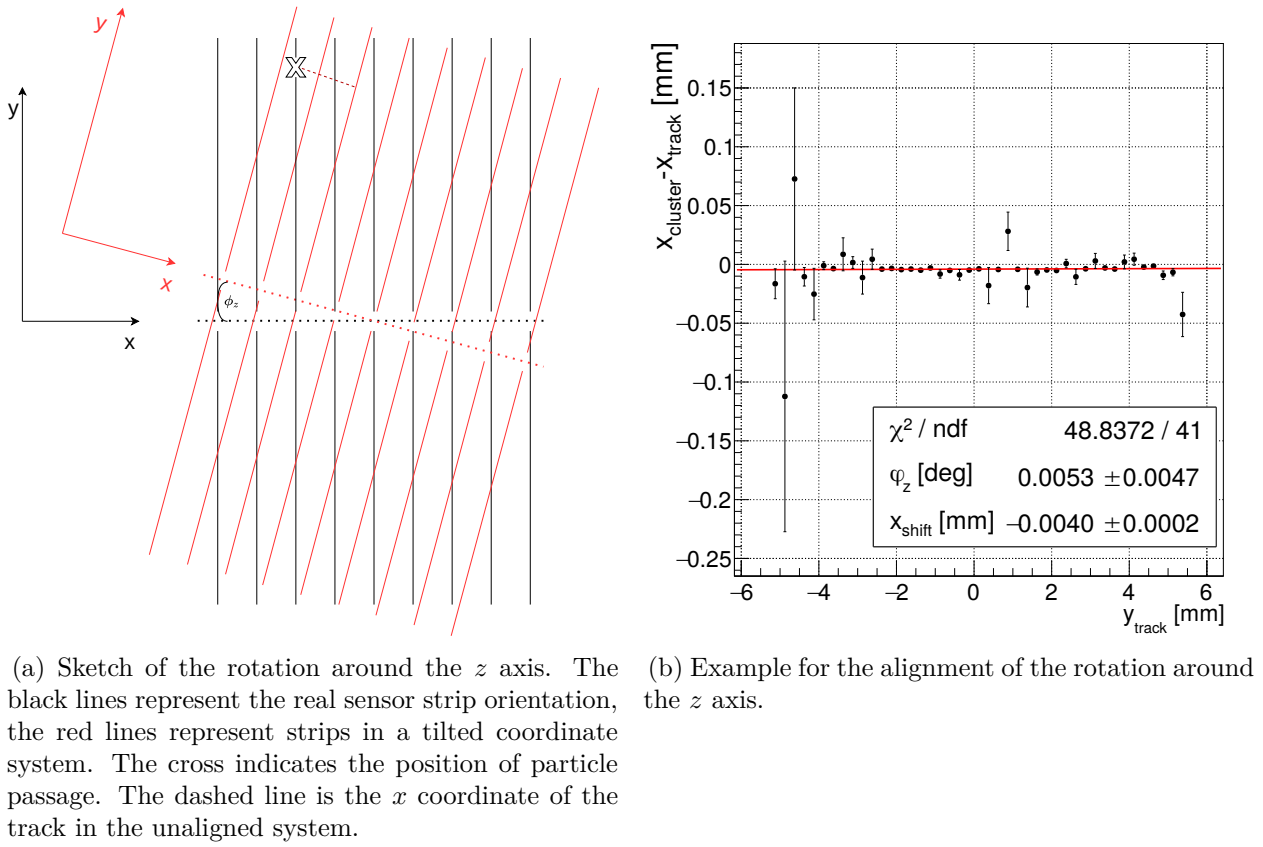 y
y
x
x
ϕz
xcluster-xtrack [mm]
0.15
0.1
0.05
0
−0.05
−0.1
−0.15
−0.2
−0.25
−6 −4 −2 0 2 4 6
ytrack [mm]
χ2 / ndf 48.8372 / 41
φz [deg] 0.0053 ±0.0047
xshift [mm] −0.0040 ±0.0002
(a) Sketch of the rotation around the z axis. The
black lines represent the real sensor strip orientation,
the red lines represent strips in a tilted coordinate
system. The cross indicates the position of particle
passage. The dashed line is the x coordinate of the
track in the unaligned system.
(b) Example for the alignment of the rotation around
the z axis.